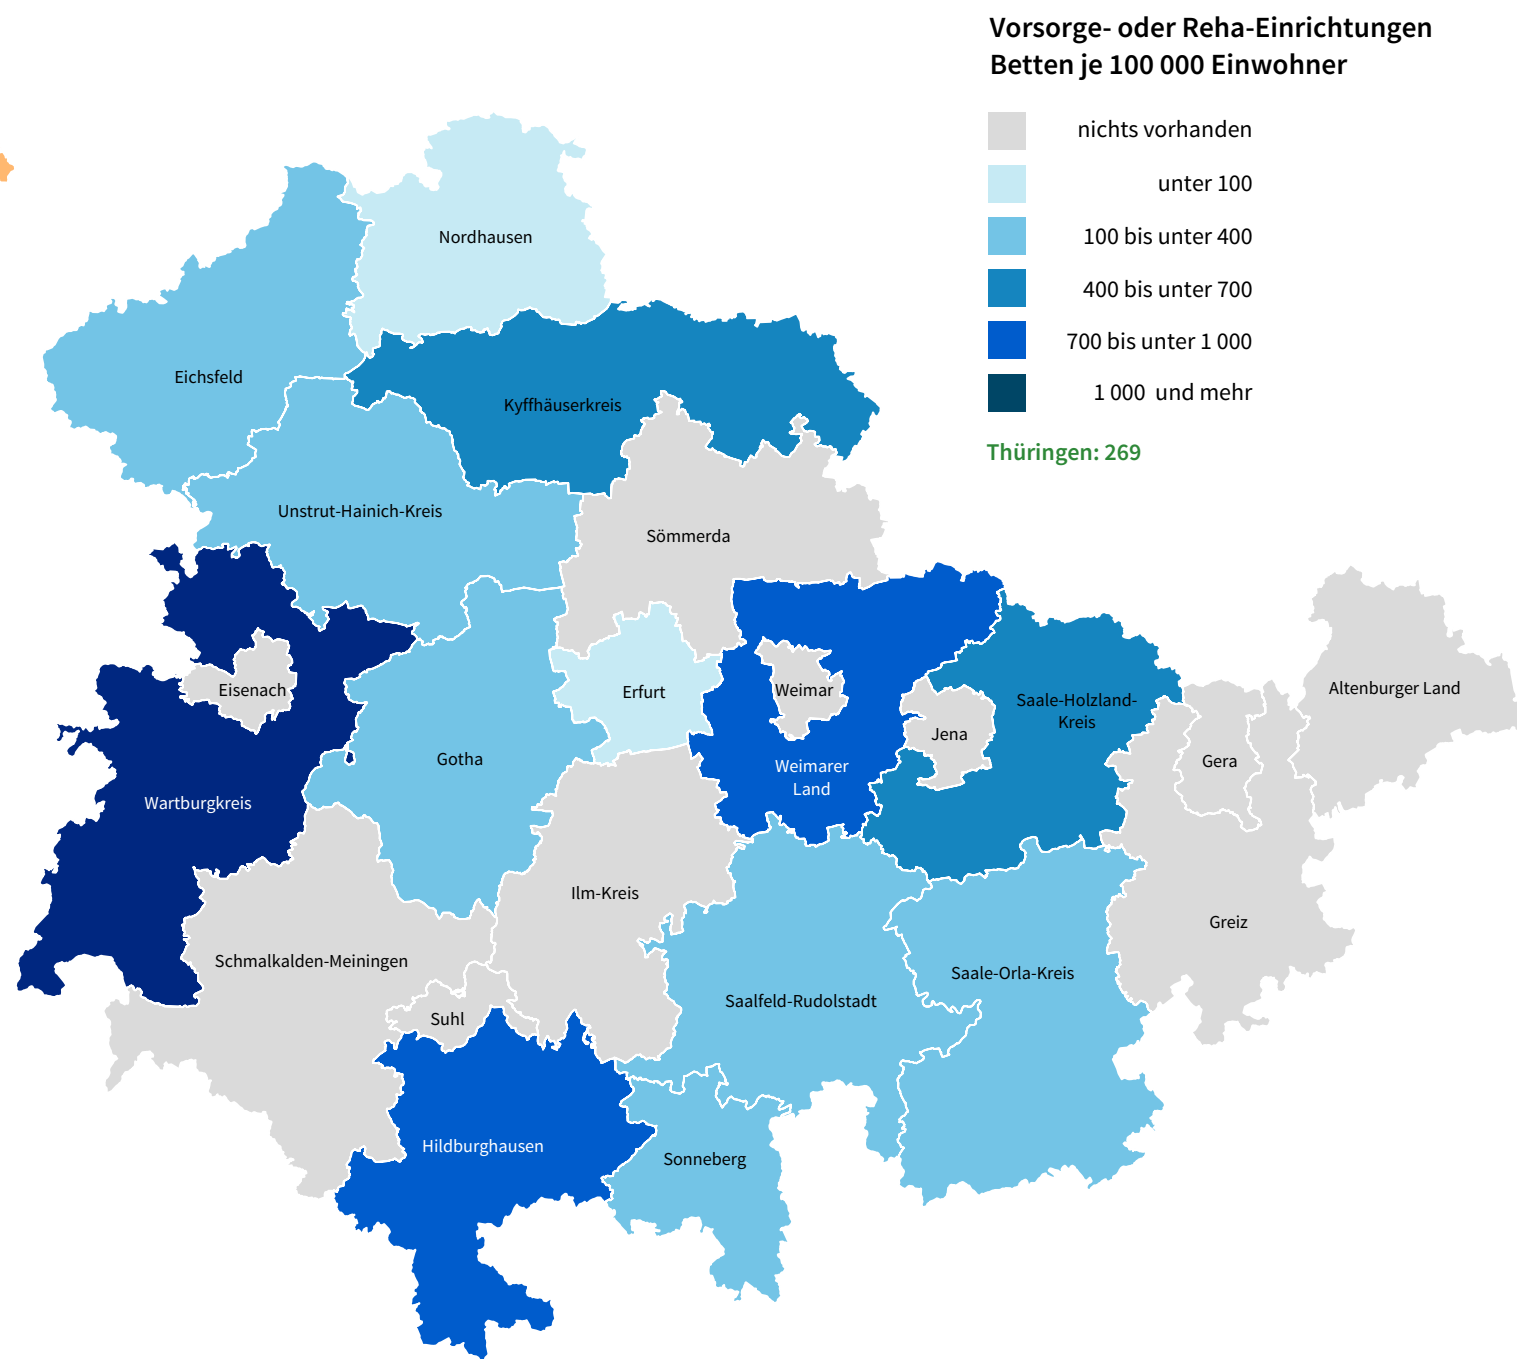 Vorsorge- oder Reha-Einrichtungen
Betten je 100 000 Einwohner
nichts vorhanden
unter 100
100 bis unter 400
400 bis unter 700
700 bis unter 1 000
1 000 und mehr
Thüringen: 269
Nordhausen
Eichsfeld
Kyffhäuserkreis
Unstrut-Hainich-Kreis
Sömmerda
Eisenach
Erfurt
Weimar
Altenburger Land
Saale-Holzland-
Kreis
Jena
Gotha
Gera
Weimarer
Land
Wartburgkreis
Ilm-Kreis
Greiz
Schmalkalden-Meiningen
Saale-Orla-Kreis
Saalfeld-Rudolstadt
Suhl
Hildburghausen
Sonneberg